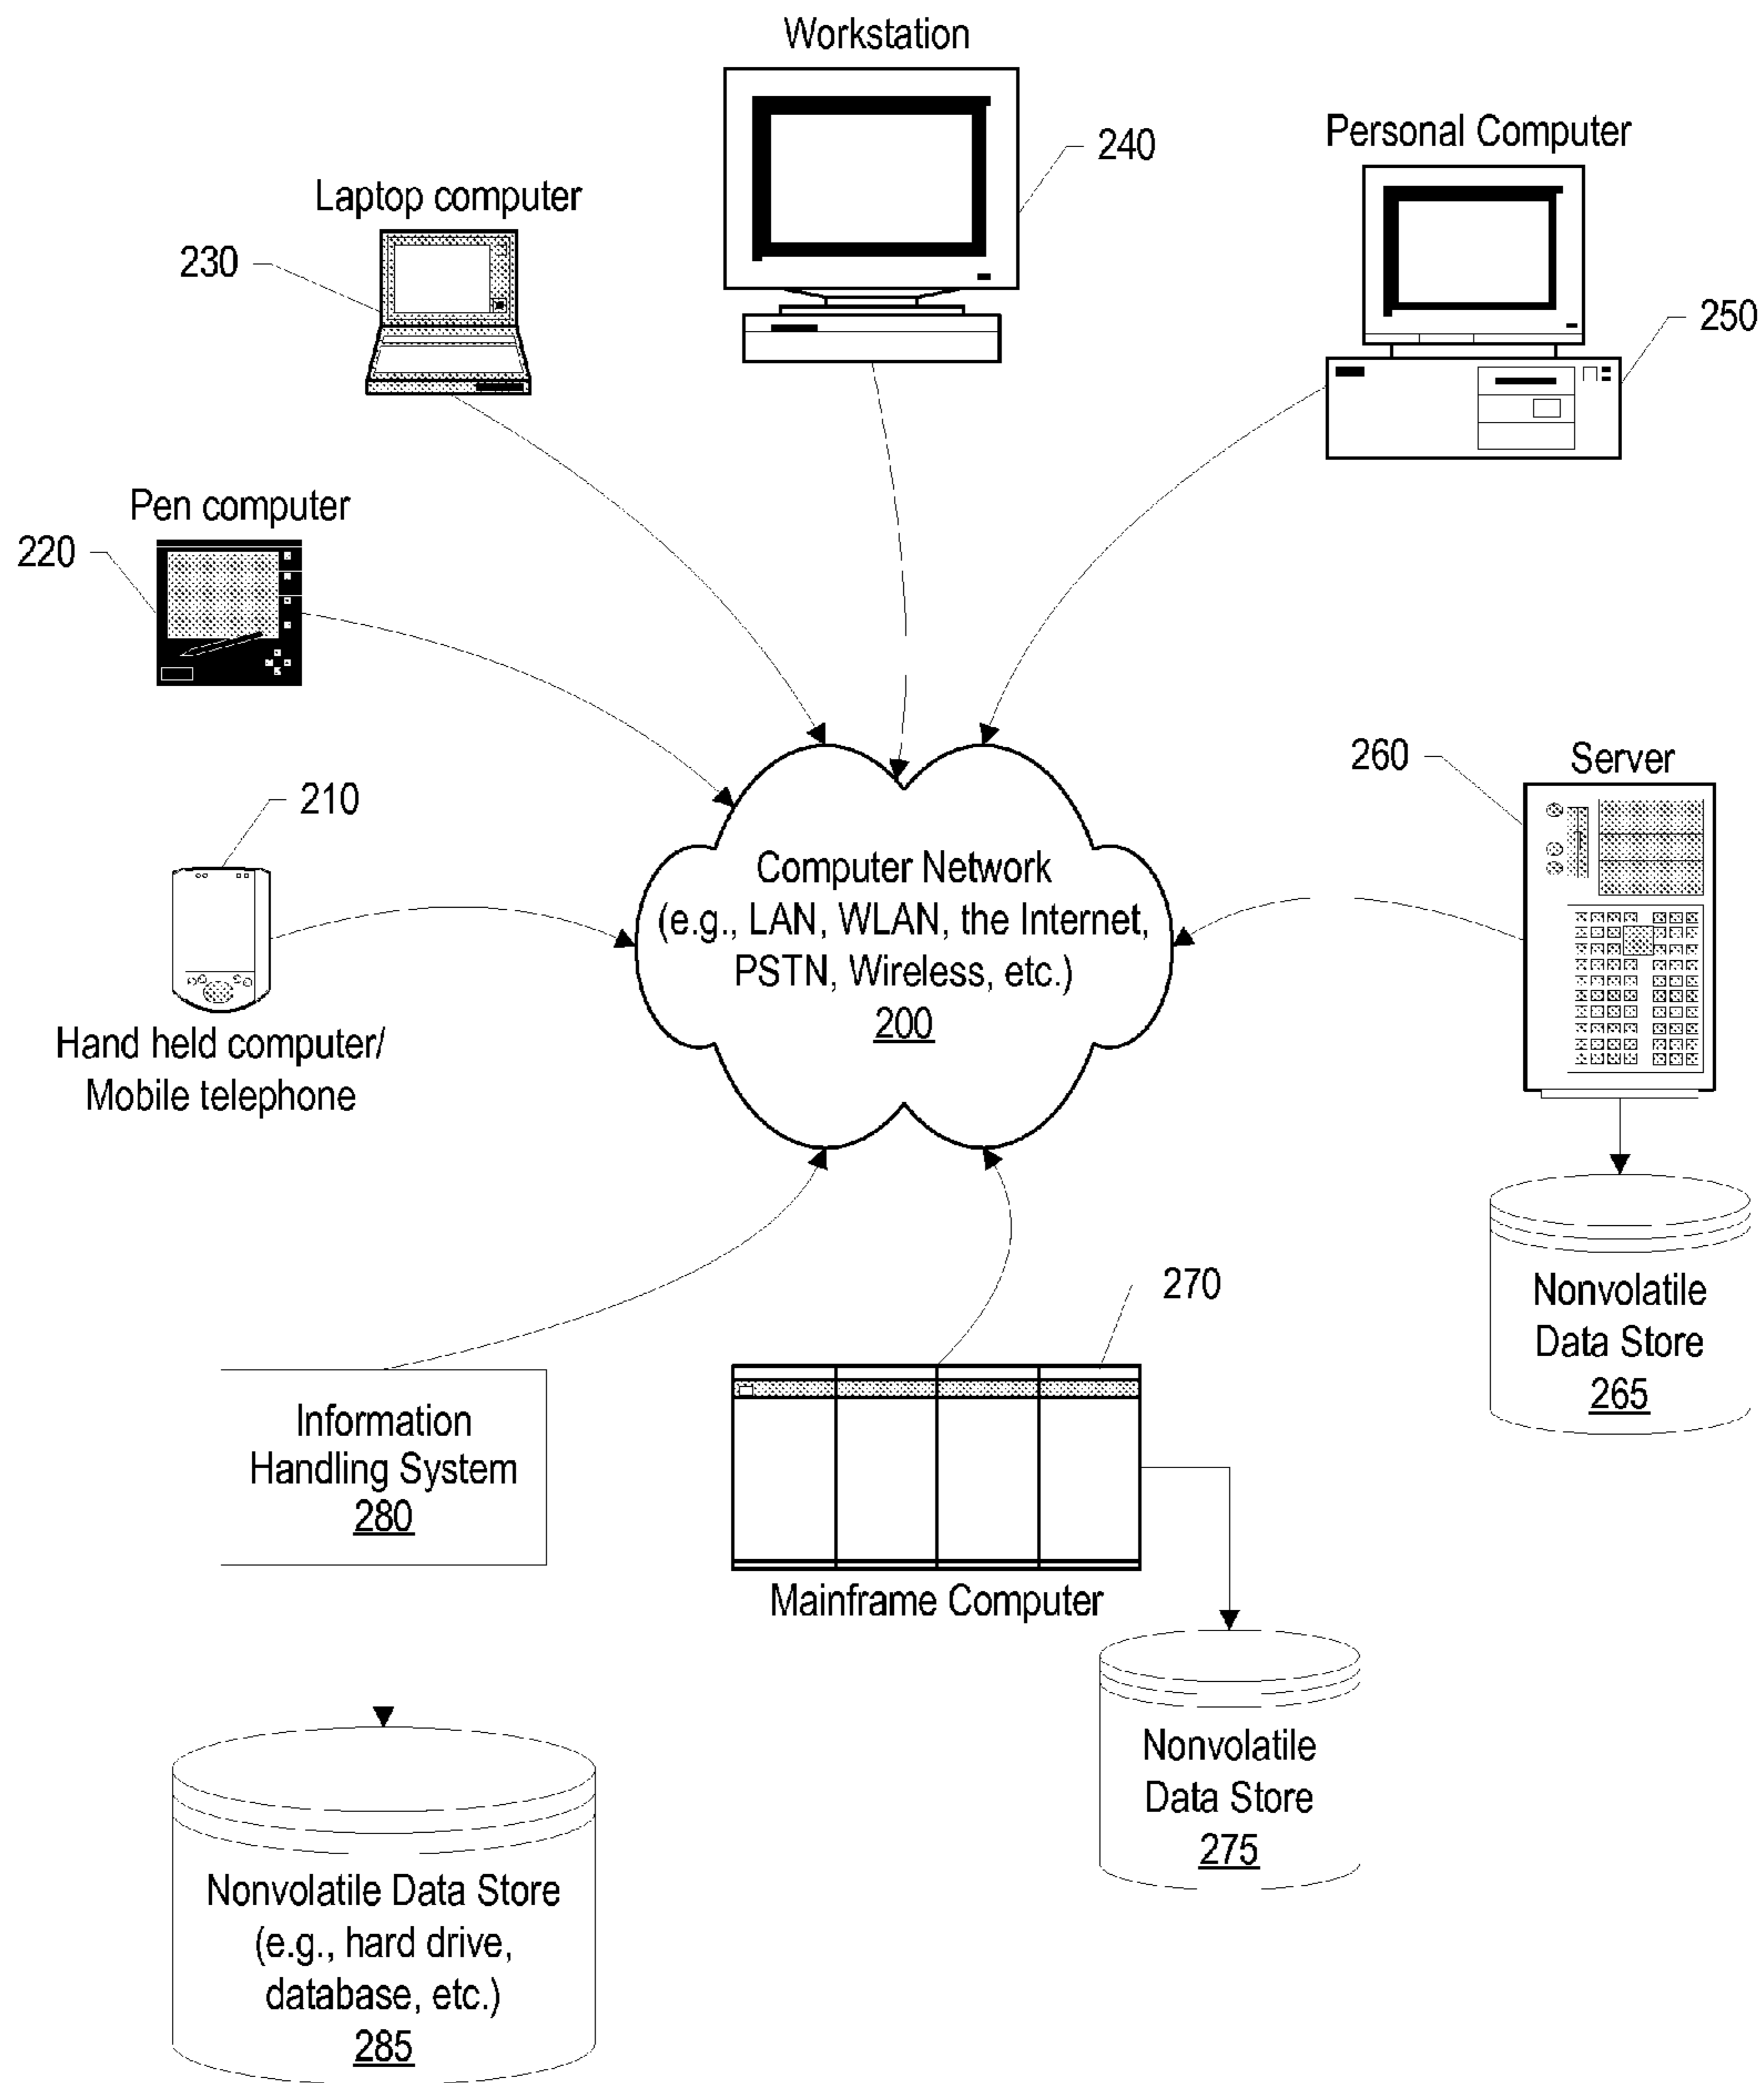 Workstation
240
Personal Computer
250
Laptop computer
230
Pen computer
220
210
Hand held computer/
Mobile telephone
Computer Network
(e.g., LAN, WLAN, the Internet,
PSTN, Wireless, etc.)
200
260
Server
Nonvolatile
Data Store
265
270
Mainframe Computer
Information
Handling System
280
Nonvolatile
Data Store
275
Nonvolatile Data Store
(e.g., hard drive,
database, etc.)
285